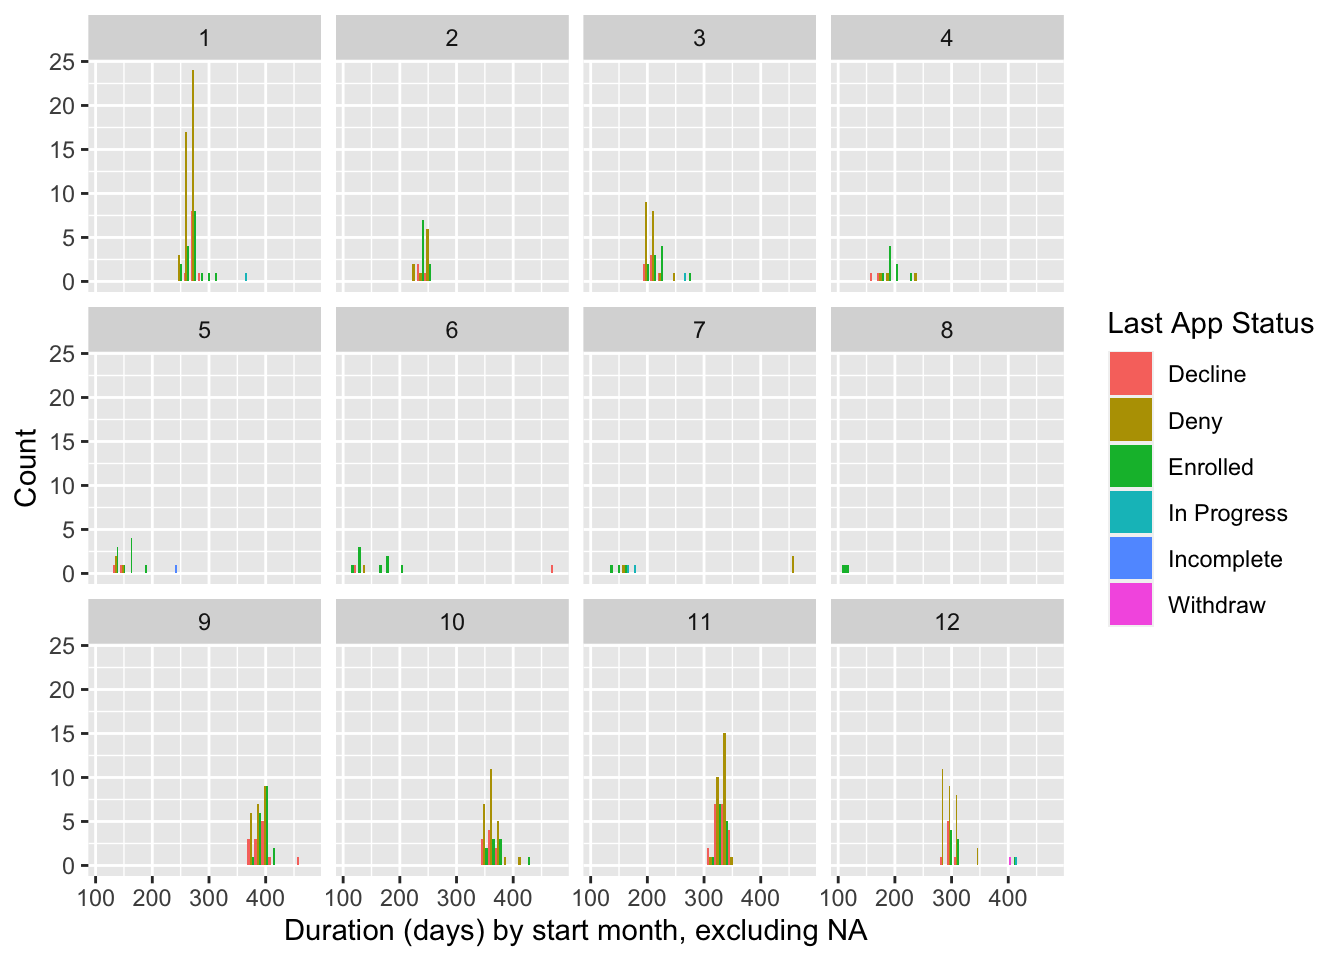 1 2 3 4
25
20
15
10
5
0
5 6 7 8
25
20
15
10
5
0
9 10 11 12
25
20
15
10
5
0
100 200 300 400 100 200 300 400 100 200 300 400 100 200 300 400
Duration (days) by start month, excluding NA
Count
Last App Status
Decline
Deny
Enrolled
In Progress
Incomplete
Withdraw